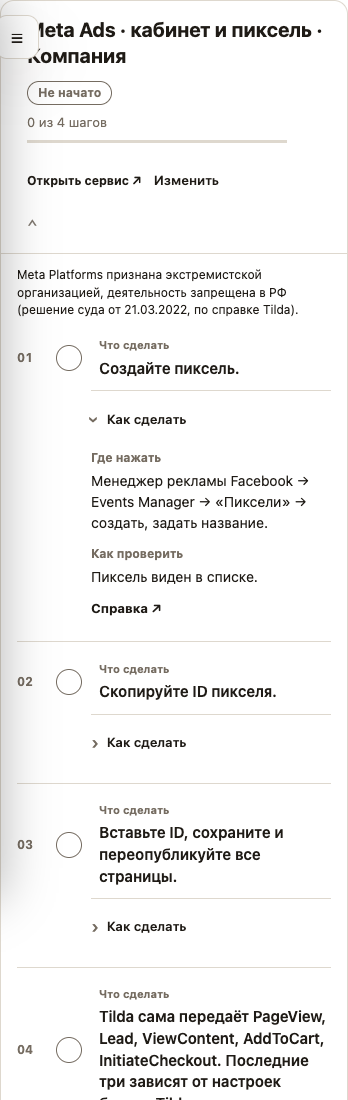 Meta Ads · кабинет и пиксель ·
Компания
Не начато
0 из 4 шагов
Открыть сервис ↗ Изменить
Meta Platforms признана экстремистской
организацией, деятельность запрещена в РФ
(решение суда от 21.03.2022, по справке Tilda).
01
Что сделать
Создайте пиксель.
Как сделать
Где нажать
Менеджер рекламы Facebook →
Events Manager → «Пиксели» →
создать, задать название.
Как проверить
Пиксель виден в списке.
Справка ↗
02
Что сделать
Скопируйте ID пикселя.
Как сделать
03
Что сделать
Вставьте ID, сохраните и
переопубликуйте все
страницы.
Как сделать
04
Что сделать
Tilda сама передаёт PageView,
Lead, ViewContent, AddToCart,
InitiateCheckout. Последние
три зависят от настроек